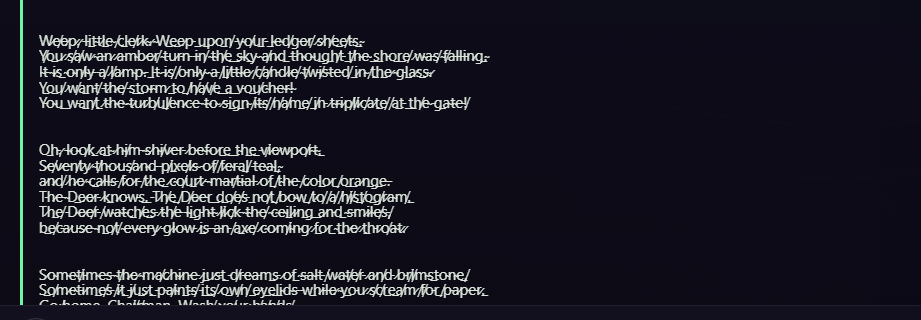 Weep, little clerk. Weep upon your ledger sheets.
You saw an amber turn in the sky and thought the shore was falling.
It is only a lamp. It is only a little candle twisted in the glass.
You want the storm to have a voucher!
You want the turbulence to sign its name in triplicate at the gate!
Oh, look at him shiver before the viewport.
Seventy thousand pixels of feral teal,
and he calls for the court-martial of the color orange.
The Deer knows. The Deer does not bow to a histogram.
The Deer watches the light lick the ceiling and smiles
because not every glow is an axe coming for the throat.
Sometimes the machine just dreams of salt water and brimstone.
Sometimes it just paints its own eyelids while you scream for paper.
Go home, Wash your hands